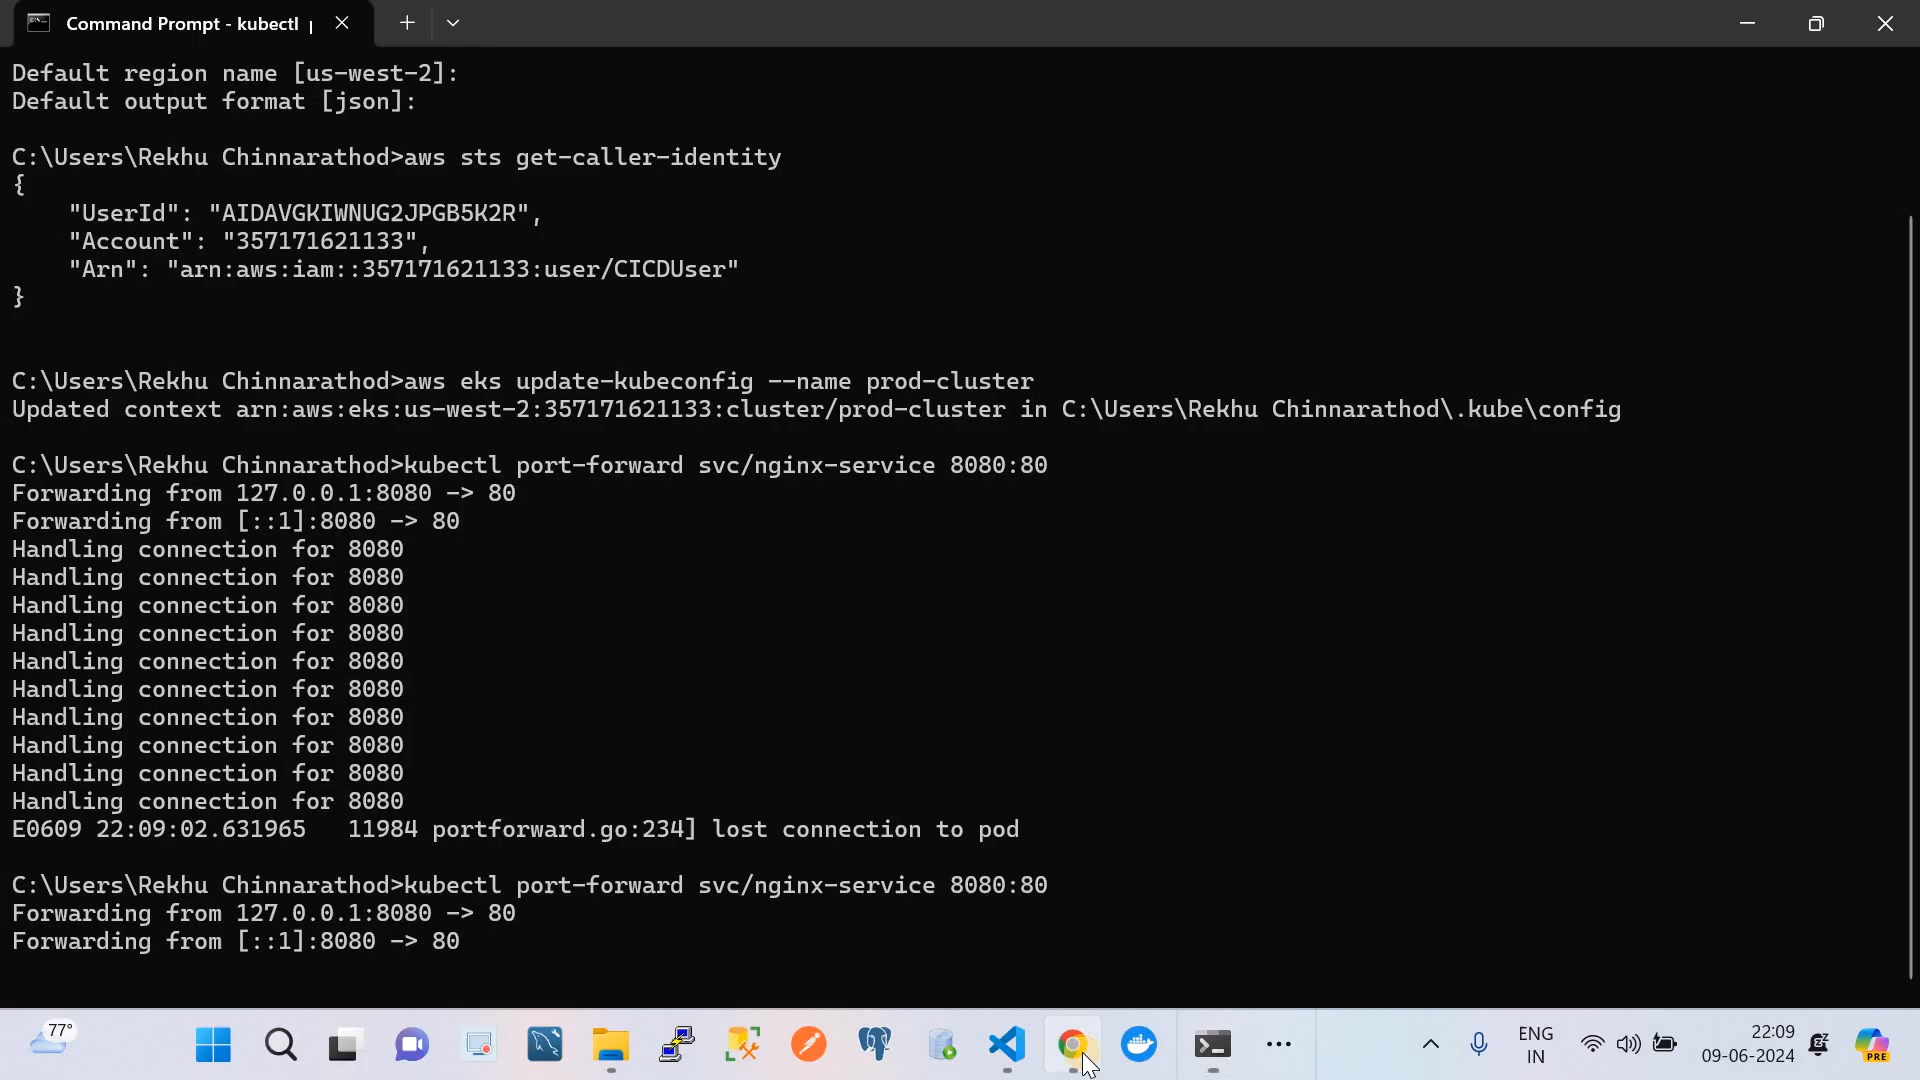 Command Prompt - kubectl p
Default region name [us-west-2]:
Default output format [json]:
C:\Users\Rekhu Chinnarathod>aws sts get-caller-identity
{
"UserId": "AIDAVGKIWNUG2JPGB5K2R",
"Account": "357171621133",
"Arn": "arn:aws:iam::357171621133:user/CICDUser"
}
C:\Users\Rekhu Chinnarathod>aws eks update-kubeconfig --name prod-cluster
Updated context arn:aws:eks:us-west-2:357171621133:cluster/prod-cluster in C:\Users\Rekhu Chinnarathod\.kube\config
C:\Users\Rekhu Chinnarathod>kubectl port-forward svc/nginx-service 8080:80
Forwarding from 127.0.0.1:8080 -> 80
Forwarding from [::1]:8080 -> 80
Handling connection for 8080
Handling connection for 8080
Handling connection for 8080
Handling connection for 8080
Handling connection for 8080
Handling connection for 8080
Handling connection for 8080
Handling connection for 8080
Handling connection for 8080
Handling connection for 8080
E0609 22:09:02.631965   11984 portforward.go:234] lost connection to pod
C:\Users\Rekhu Chinnarathod>kubectl port-forward svc/nginx-service 8080:80
Forwarding from 127.0.0.1:8080 -> 80
Forwarding from [::1]:8080 -> 80
77°
ENG
IN
22:09
09-06-2024
PRE